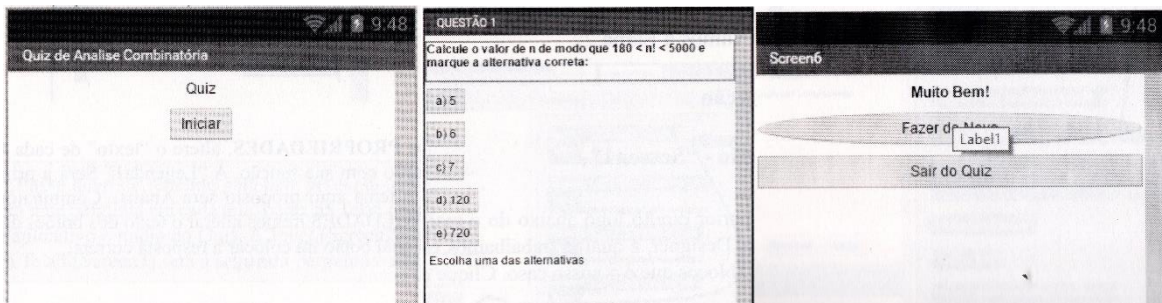 9:48
Quiz de Analise Combinatória
Quiz
Iniciar
QUESTÃO 1
Calcule o valor de n de modo que 180 < n! < 5000 e
marque a alternativa correta:
a) 5
b) 6
c) 7
d) 120
e) 720
Escolha uma das alternativas
9:48
Screen6
Muito Bem!
Fazer de
Label1
Sair do Quiz